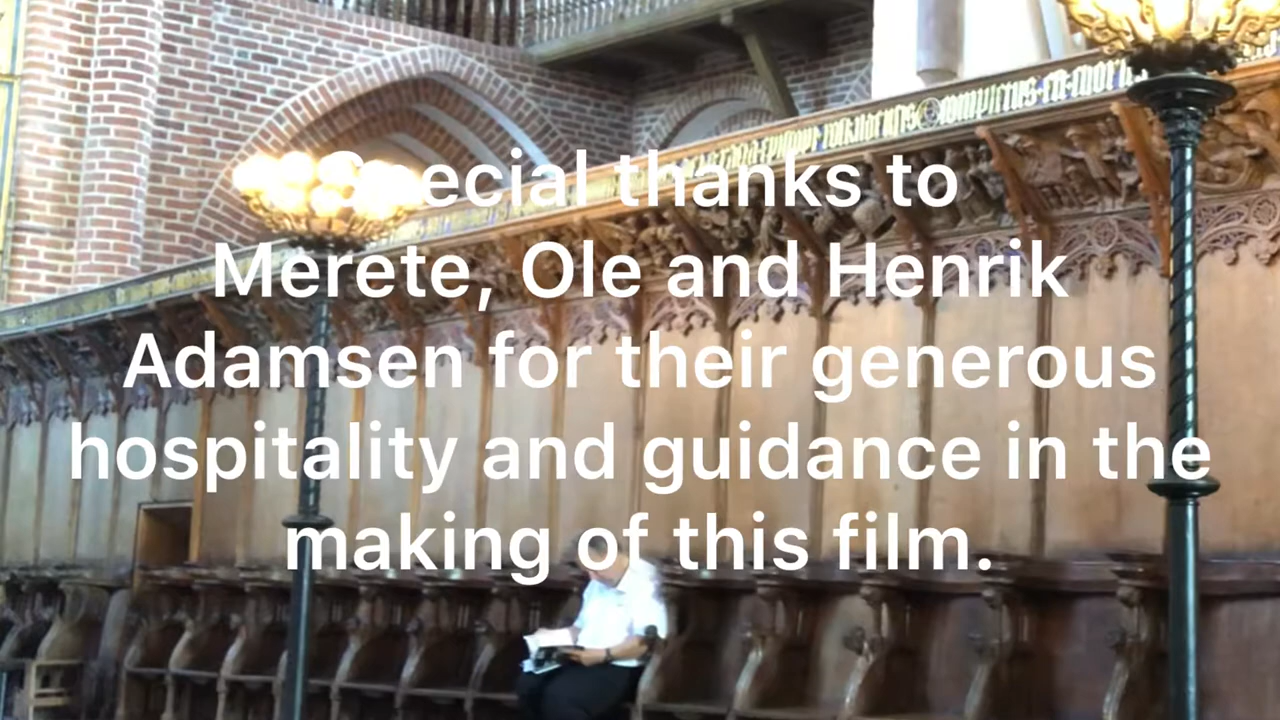 Special thanks to
Merete, Ole and Henrik
Adamsen for their generous
hospitality and guidance in the
making of this film.